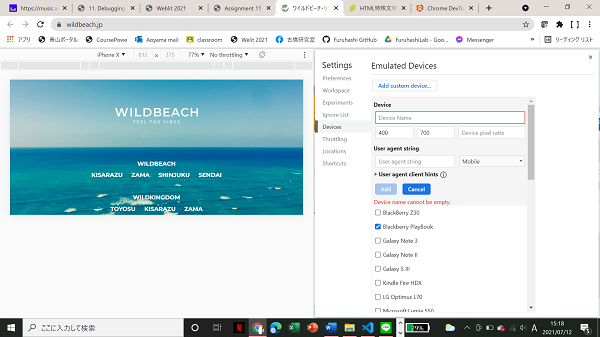 https://music.a
11. Debugging
Weblit 2021
Assignment 11
ワイルドビーチ - リ
HTML特殊文字
Chrome DevTo
wildbeach.jp
アプリ
青山ポータル
CoursePowe
Aoyama mail
classroom
Welit 2021
古橋研究室
Furuhashi GitHub
FuruhashiLab - Goo...
Messenger
リーディング リスト
iPhone X
812
375
77%
No throttling
WILDBEACH
FEEL THE VIBES
WILDBEACH
KISARAZU ZAMA SHINJUKU SENDAI
WILDKINGDOM
TOYOSU KISARAZU ZAMA
Settings
Preferences
Workspace
Experiments
Ignore List
Devices
Throttling
Locations
Shortcuts
Emulated Devices
Add custom device...
Device
Device Name
400
700
Device pixel ratio
User agent string
User agent string
Mobile
User agent client hints
Add
Cancel
Device name cannot be empty.
BlackBerry Z30
Blackberry PlayBook
Galaxy Note 3
Galaxy Note II
Galaxy S III
Kindle Fire HDX
LG Optimus L70
Microsoft Lumia 550
ここに入力して検索
79%
A
15:18
2021/07/12